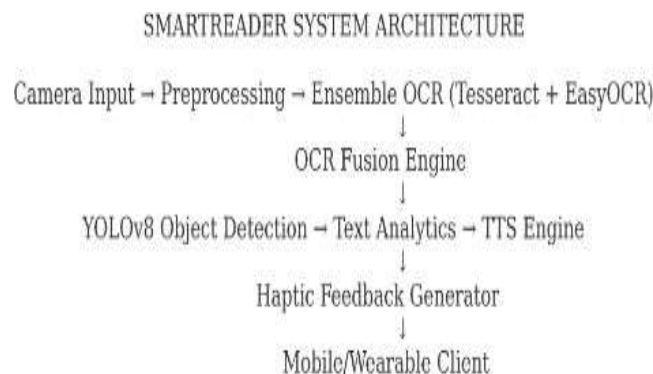 SMARTREADER SYSTEM ARCHITECTURE
Camera Input → Preprocessing → Ensemble OCR (Tesseract + EasyOCR)
↓
OCR Fusion Engine
↓
YOLOv8 Object Detection → Text Analytics → TTS Engine
↓
Haptic Feedback Generator
↓
Mobile/Wearable Client